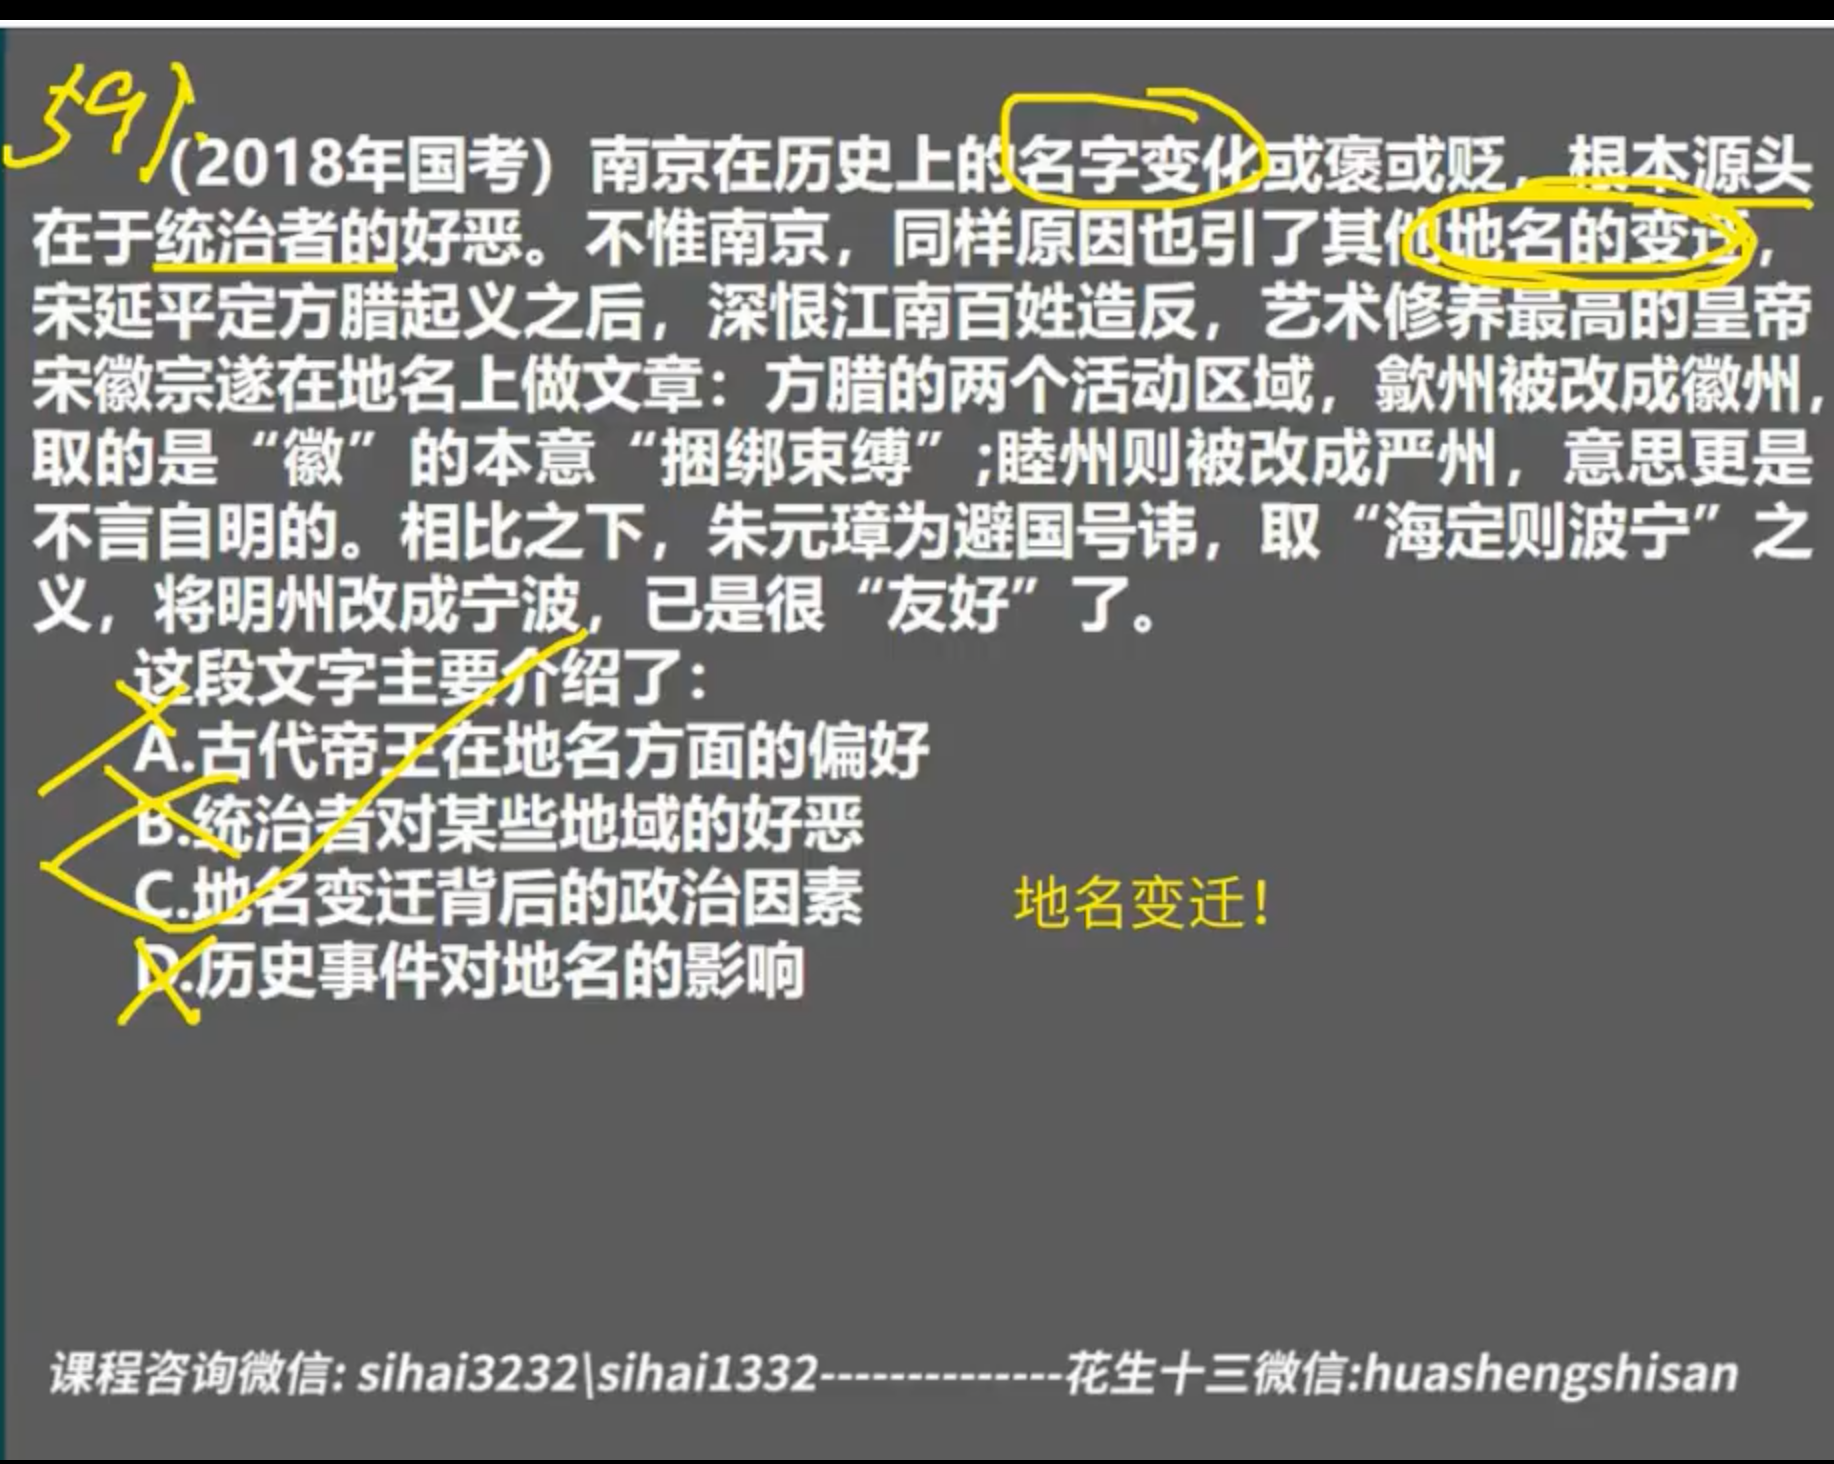 59).
(2018年国考）南京在历史上的名字变化或褒或贬，根本源头
在于统治者的好恶。不惟南京，同样原因也引了其他地名的变迁，
宋延平定方腊起义之后，深恨江南百姓造反，艺术修养最高的皇帝
宋徽宗遂在地名上做文章：方腊的两个活动区域，歙州被改成徽州，
取的是“徽”的本意“捆绑束缚”;睦州则被改成严州，意思更是
不言自明的。相比之下，朱元璋为避国号讳，取“海定则波宁”之
义，将明州改成宁波，已是很“友好”了。
这段文字主要介绍了：
A.古代帝王在地名方面的偏好
B.统治者对某些地域的好恶
C.地名变迁背后的政治因素
地名变迁！
D.历史事件对地名的影响
课程咨询微信: sihai3232\sihai1332--------------花生十三微信:huashengshisan